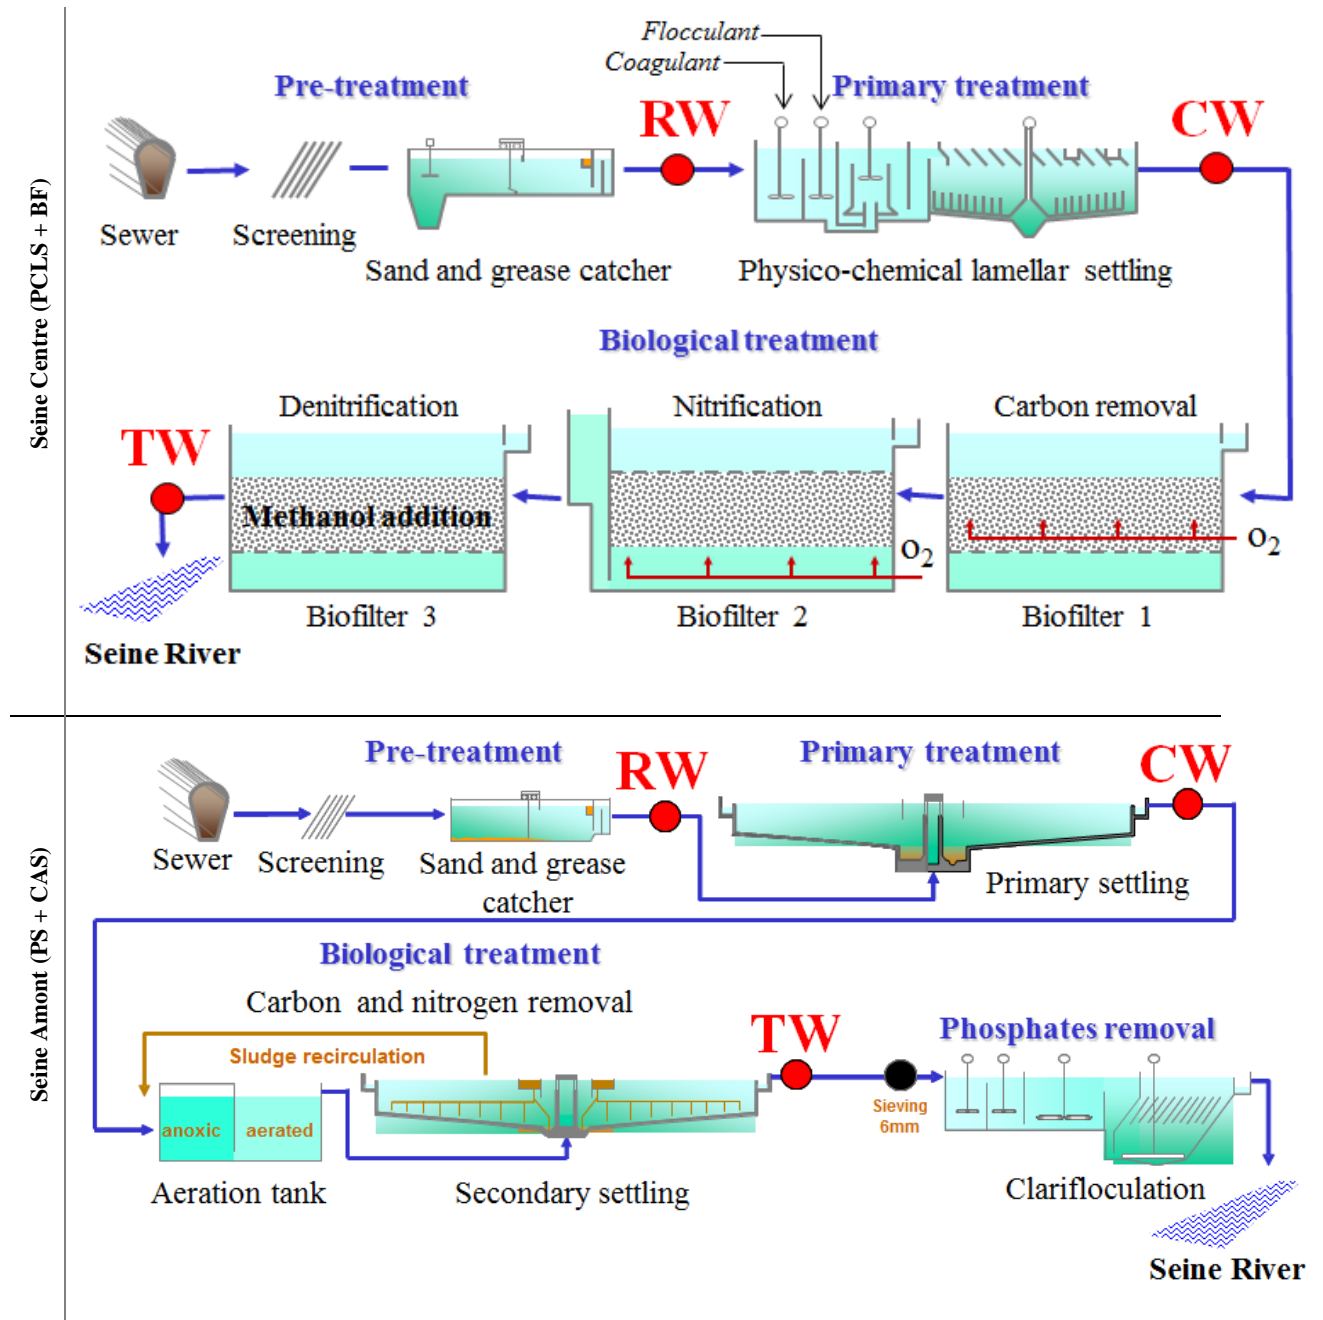 Seine Centre (PCLS + BF)
Flocculant
Coagulant
Pre-treatment
Primary treatment
RW
CW
Sewer
Screening
Sand and grease catcher
Physico-chemical lamellar settling
Biological treatment
Denitrification
Nitrification
Carbon removal
TW
Methanol addition
O2
O2
Biofilter 3
Biofilter 2
Biofilter 1
Seine River
Seine Amont (PS + CAS)
Pre-treatment
Primary treatment
RW
CW
Sewer
Screening
Sand and grease
catcher
Primary settling
Biological treatment
Carbon and nitrogen removal
TW
Phosphates removal
Sludge recirculation
Sieving
6mm
anoxic
aerated
Aeration tank
Secondary settling
Clarifloculation
Seine River